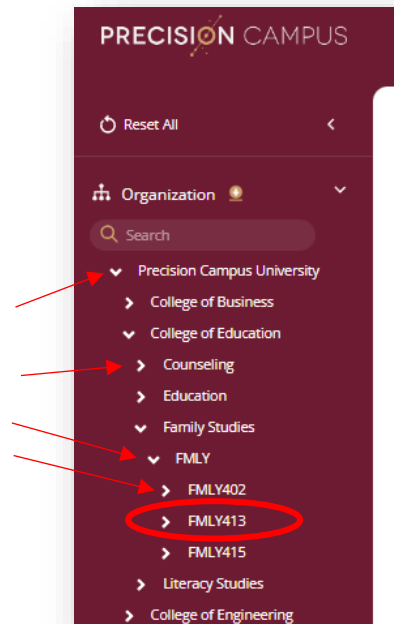 PRECISION CAMPUS
Reset All
Organization
Search
Precision Campus University
College of Business
College of Education
Counseling
Education
Family Studies
FMLY
FMLY402
FMLY413
FMLY415
Literacy Studies
College of Engineering